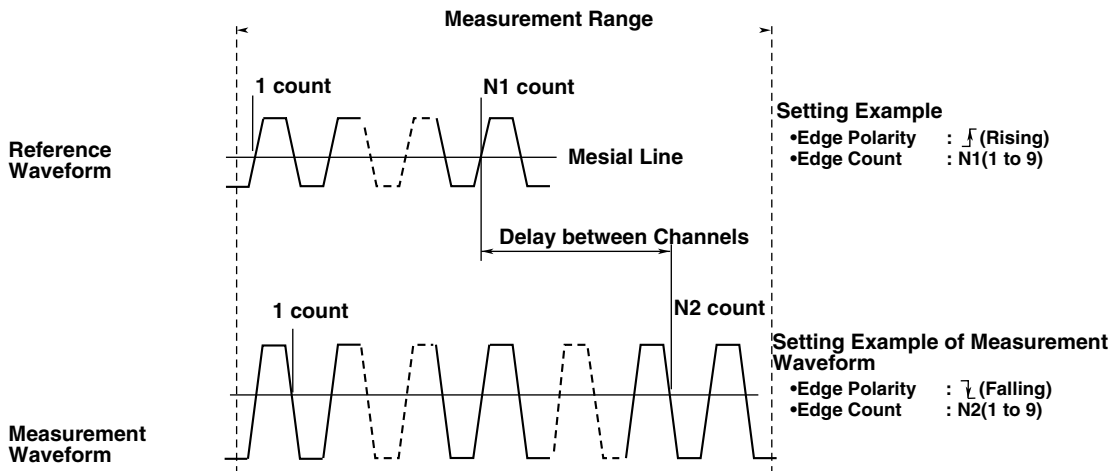 Measurement Range
1 count
N1 count
Setting Example
•Edge Polarity : (Rising)
•Edge Count : N1(1 to 9)
Reference
Waveform
Mesial Line
Delay between Channels
1 count
N2 count
Setting Example of Measurement
Waveform
•Edge Polarity : (Falling)
•Edge Count : N2(1 to 9)
Measurement
Waveform